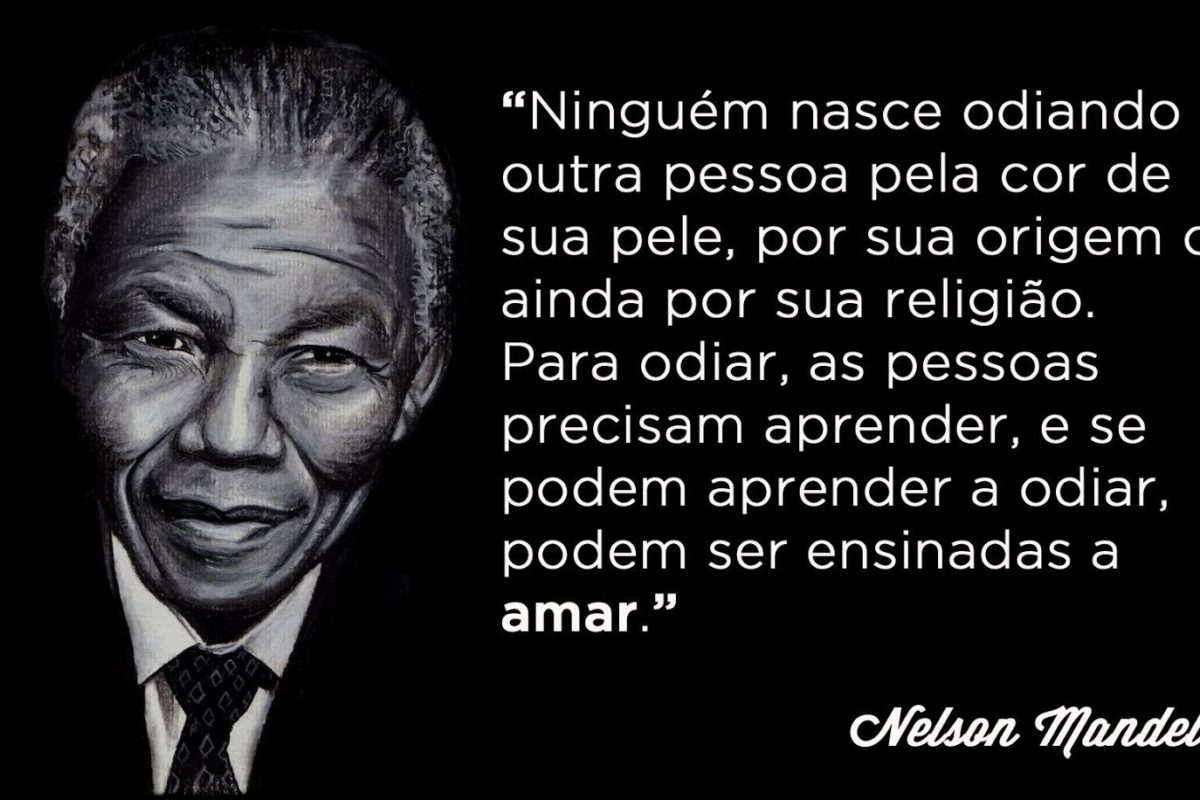 “Ninguém nasce odiando
outra pessoa pela cor de
sua pele, por sua origem o
ainda por sua religião.
Para odiar, as pessoas
precisam aprender, e se
podem aprender a odiar,
podem ser ensinadas a
amar.”
Nelson Mandel